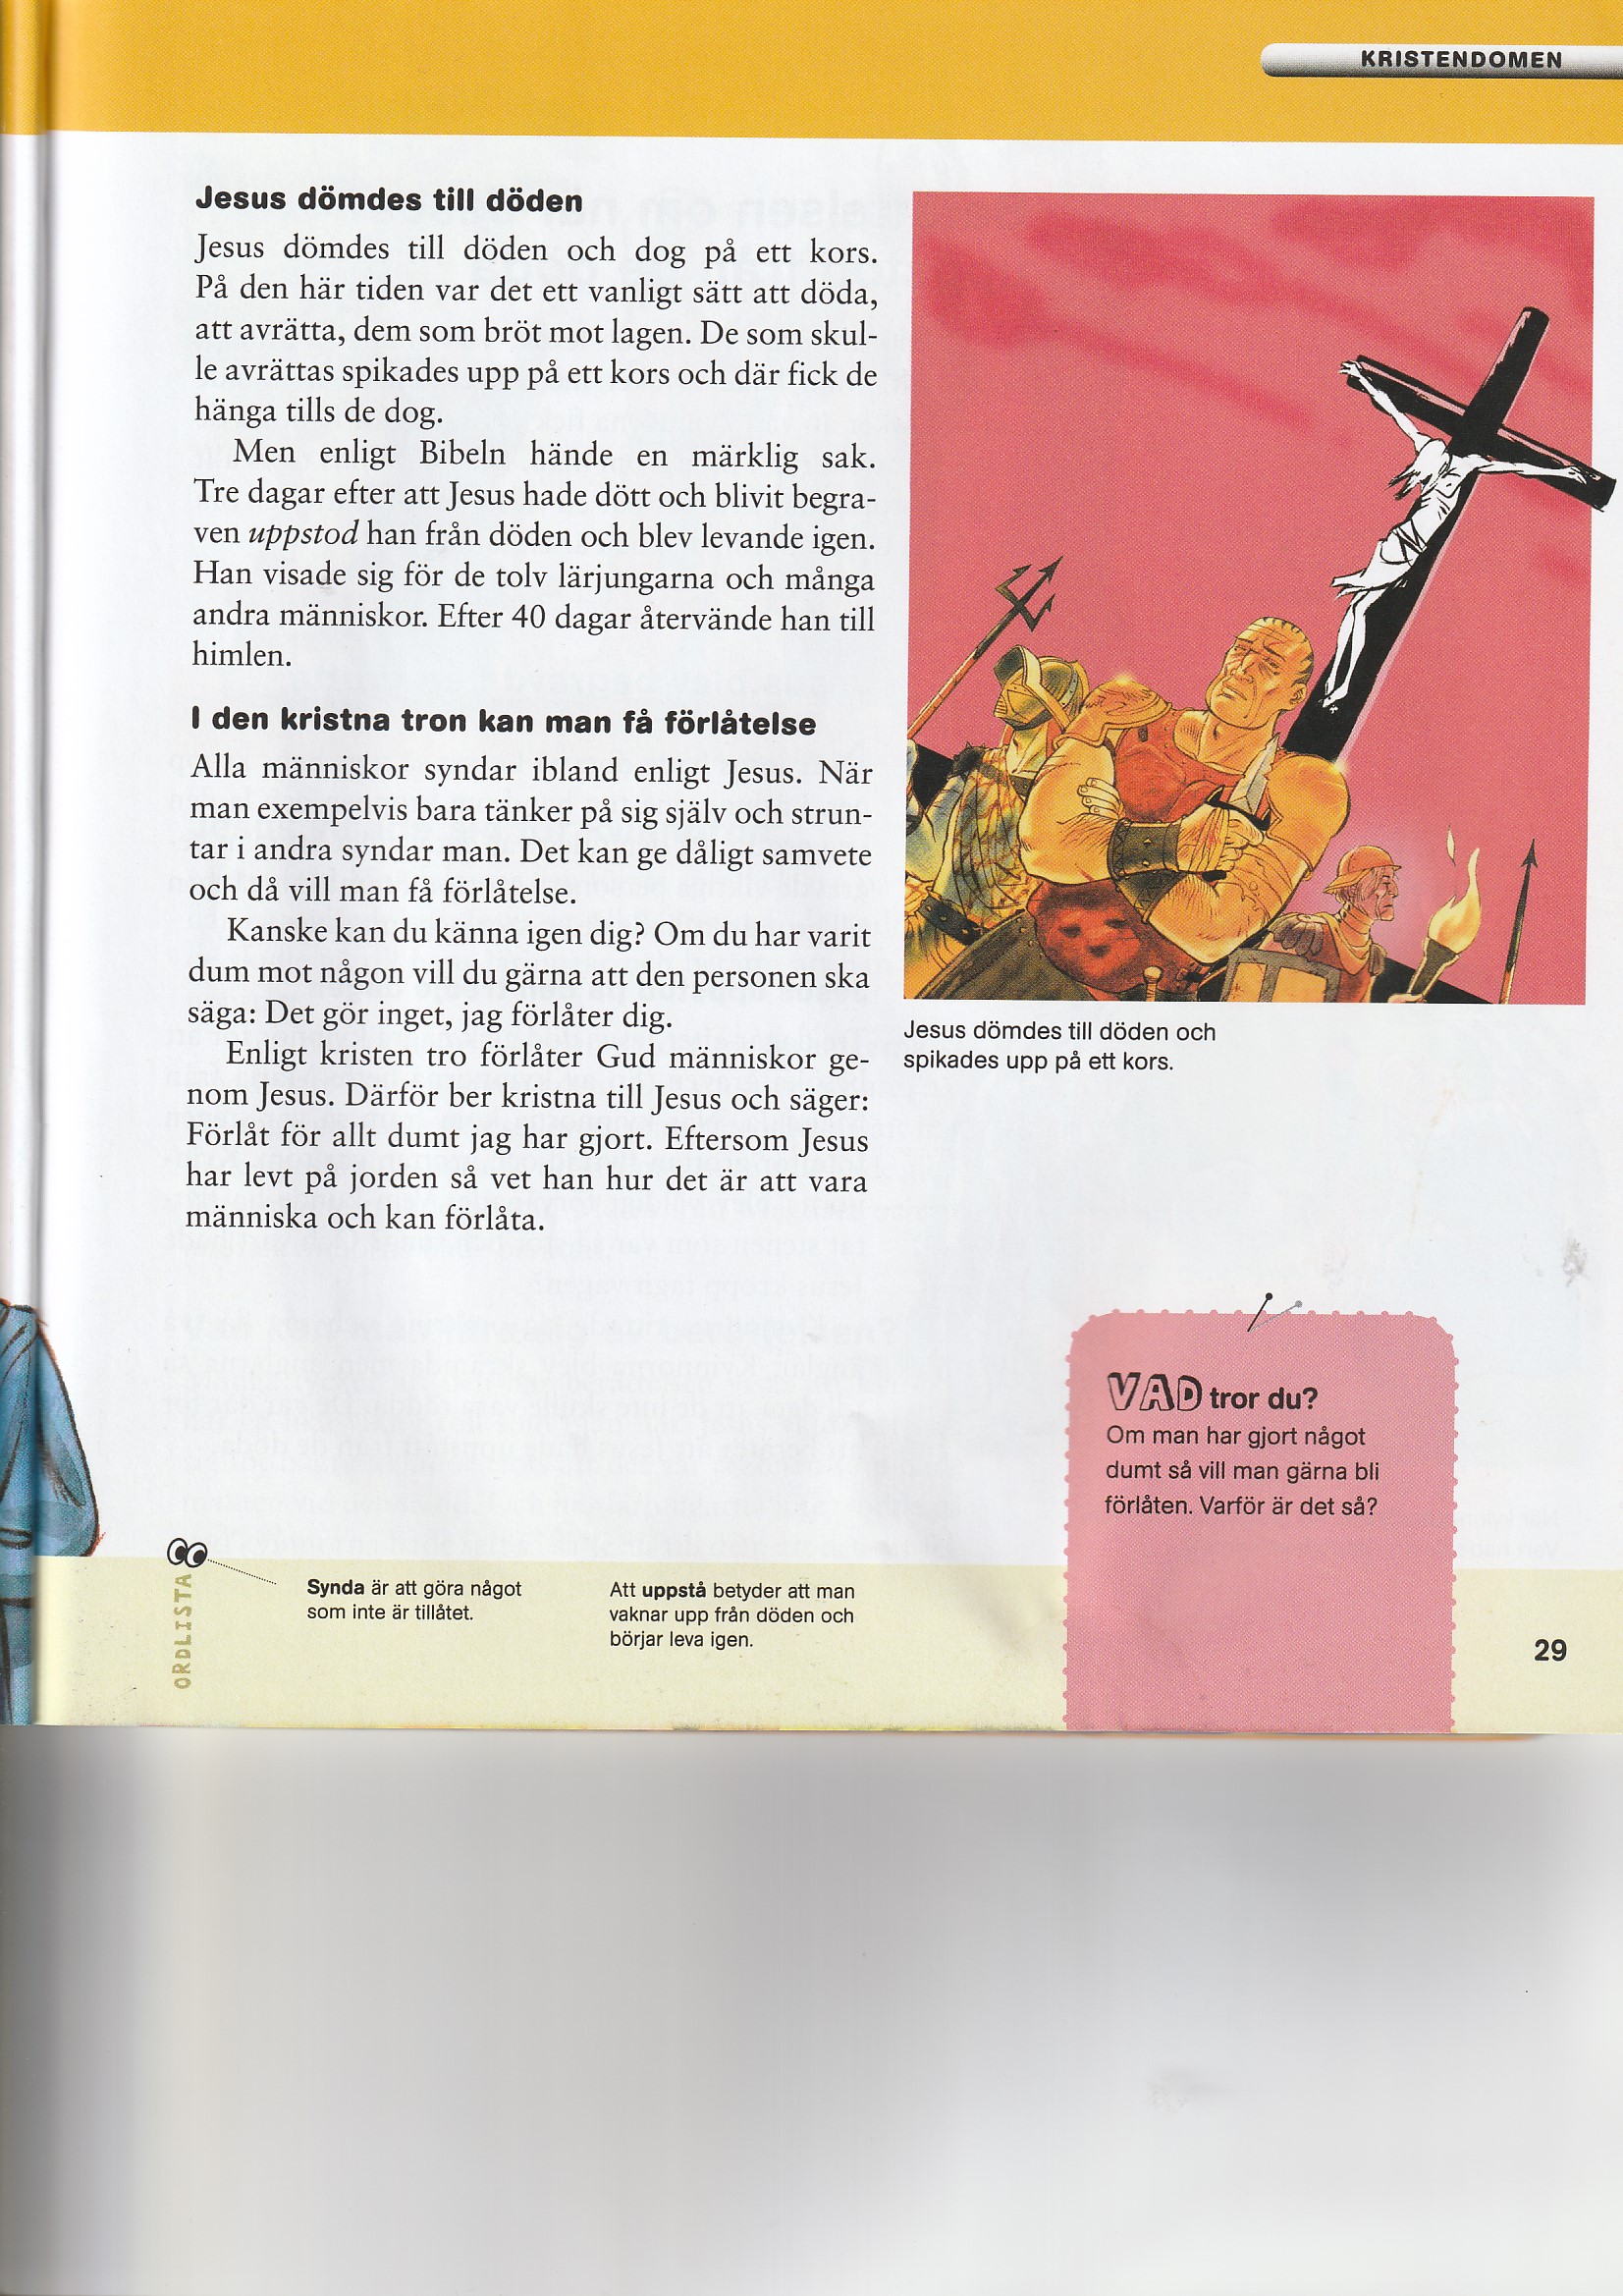 KRISTENDOMEN
Jesus dömdes till döden
Jesus dömdes till döden och dog på ett kors.
På den här tiden var det ett vanligt sätt att döda,
att avrätta, dem som bröt mot lagen. De som skul-
le avrättas spikades upp på ett kors och där fick de
hänga tills de dog.
Men enligt Bibeln hände en märklig sak.
Tre dagar efter att Jesus hade dött och blivit begra-
ven uppstod han från döden och blev levande igen.
Han visade sig för de tolv lärjungarna och många
andra människor. Efter 40 dagar återvände han till
himlen.
I den kristna tron kan man få förlåtelse
Alla människor syndar ibland enligt Jesus. När
man exempelvis bara tänker på sig själv och strun-
tar i andra syndar man. Det kan ge dåligt samvete
och då vill man få förlåtelse.
Kanske kan du känna igen dig? Om du har varit
dum mot någon vill du gärna att den personen ska
säga: Det gör inget, jag förlåter dig.
Enligt kristen tro förlåter Gud människor ge-
nom Jesus. Därför ber kristna till Jesus och säger:
Förlåt för allt dumt jag har gjort. Eftersom Jesus
har levt på jorden så vet han hur det är att vara
människa och kan förlåta.
Jesus dömdes till döden och
spikades upp på ett kors.
VAD tror du?
Om man har gjort något
dumt så vill man gärna bli
förlåten. Varför är det så?
ORDLISTA
Synda är att göra något
som inte är tillåtet.
Att uppstå betyder att man
vaknar upp från döden och
börjar leva igen.
29